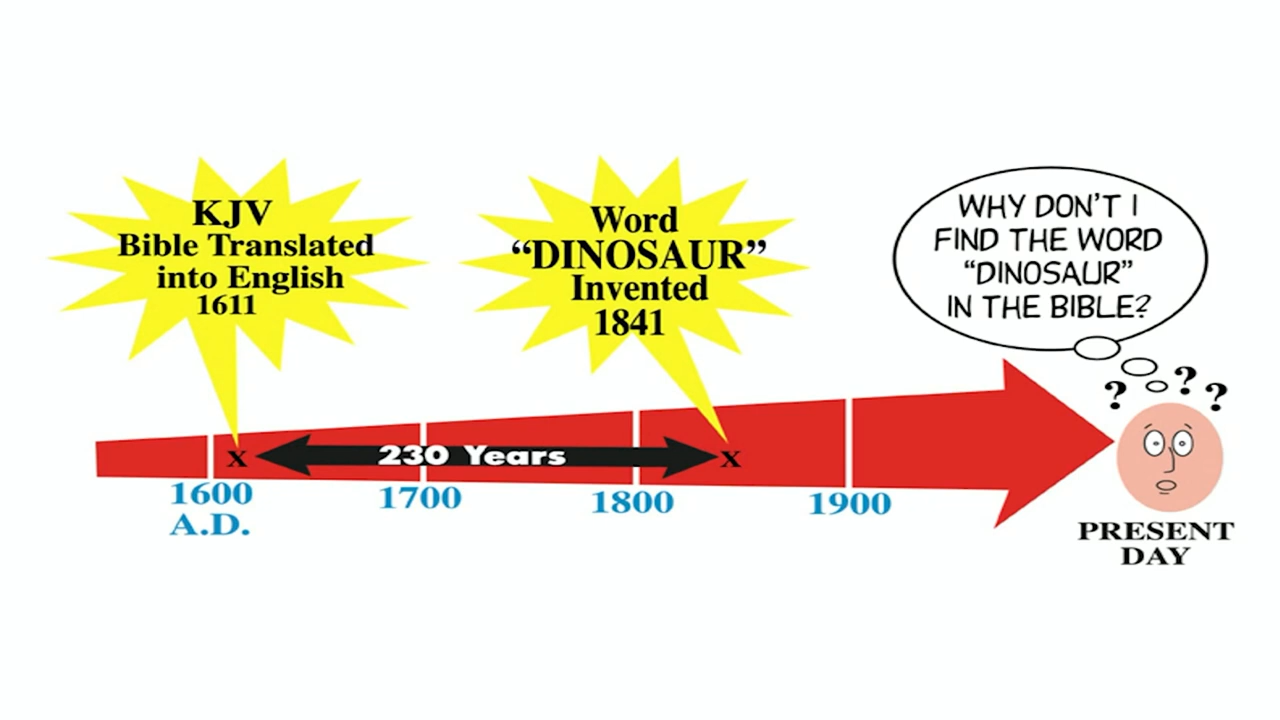 KJV
Bible Translated
into English
1611
Word
“DINOSAUR”
Invented
1841
WHY DON'T I
FIND THE WORD
“DINOSAUR”
IN THE BIBLE?
? ? ?
X 230 Years X
1600 1700 1800 1900
A.D.
PRESENT
DAY